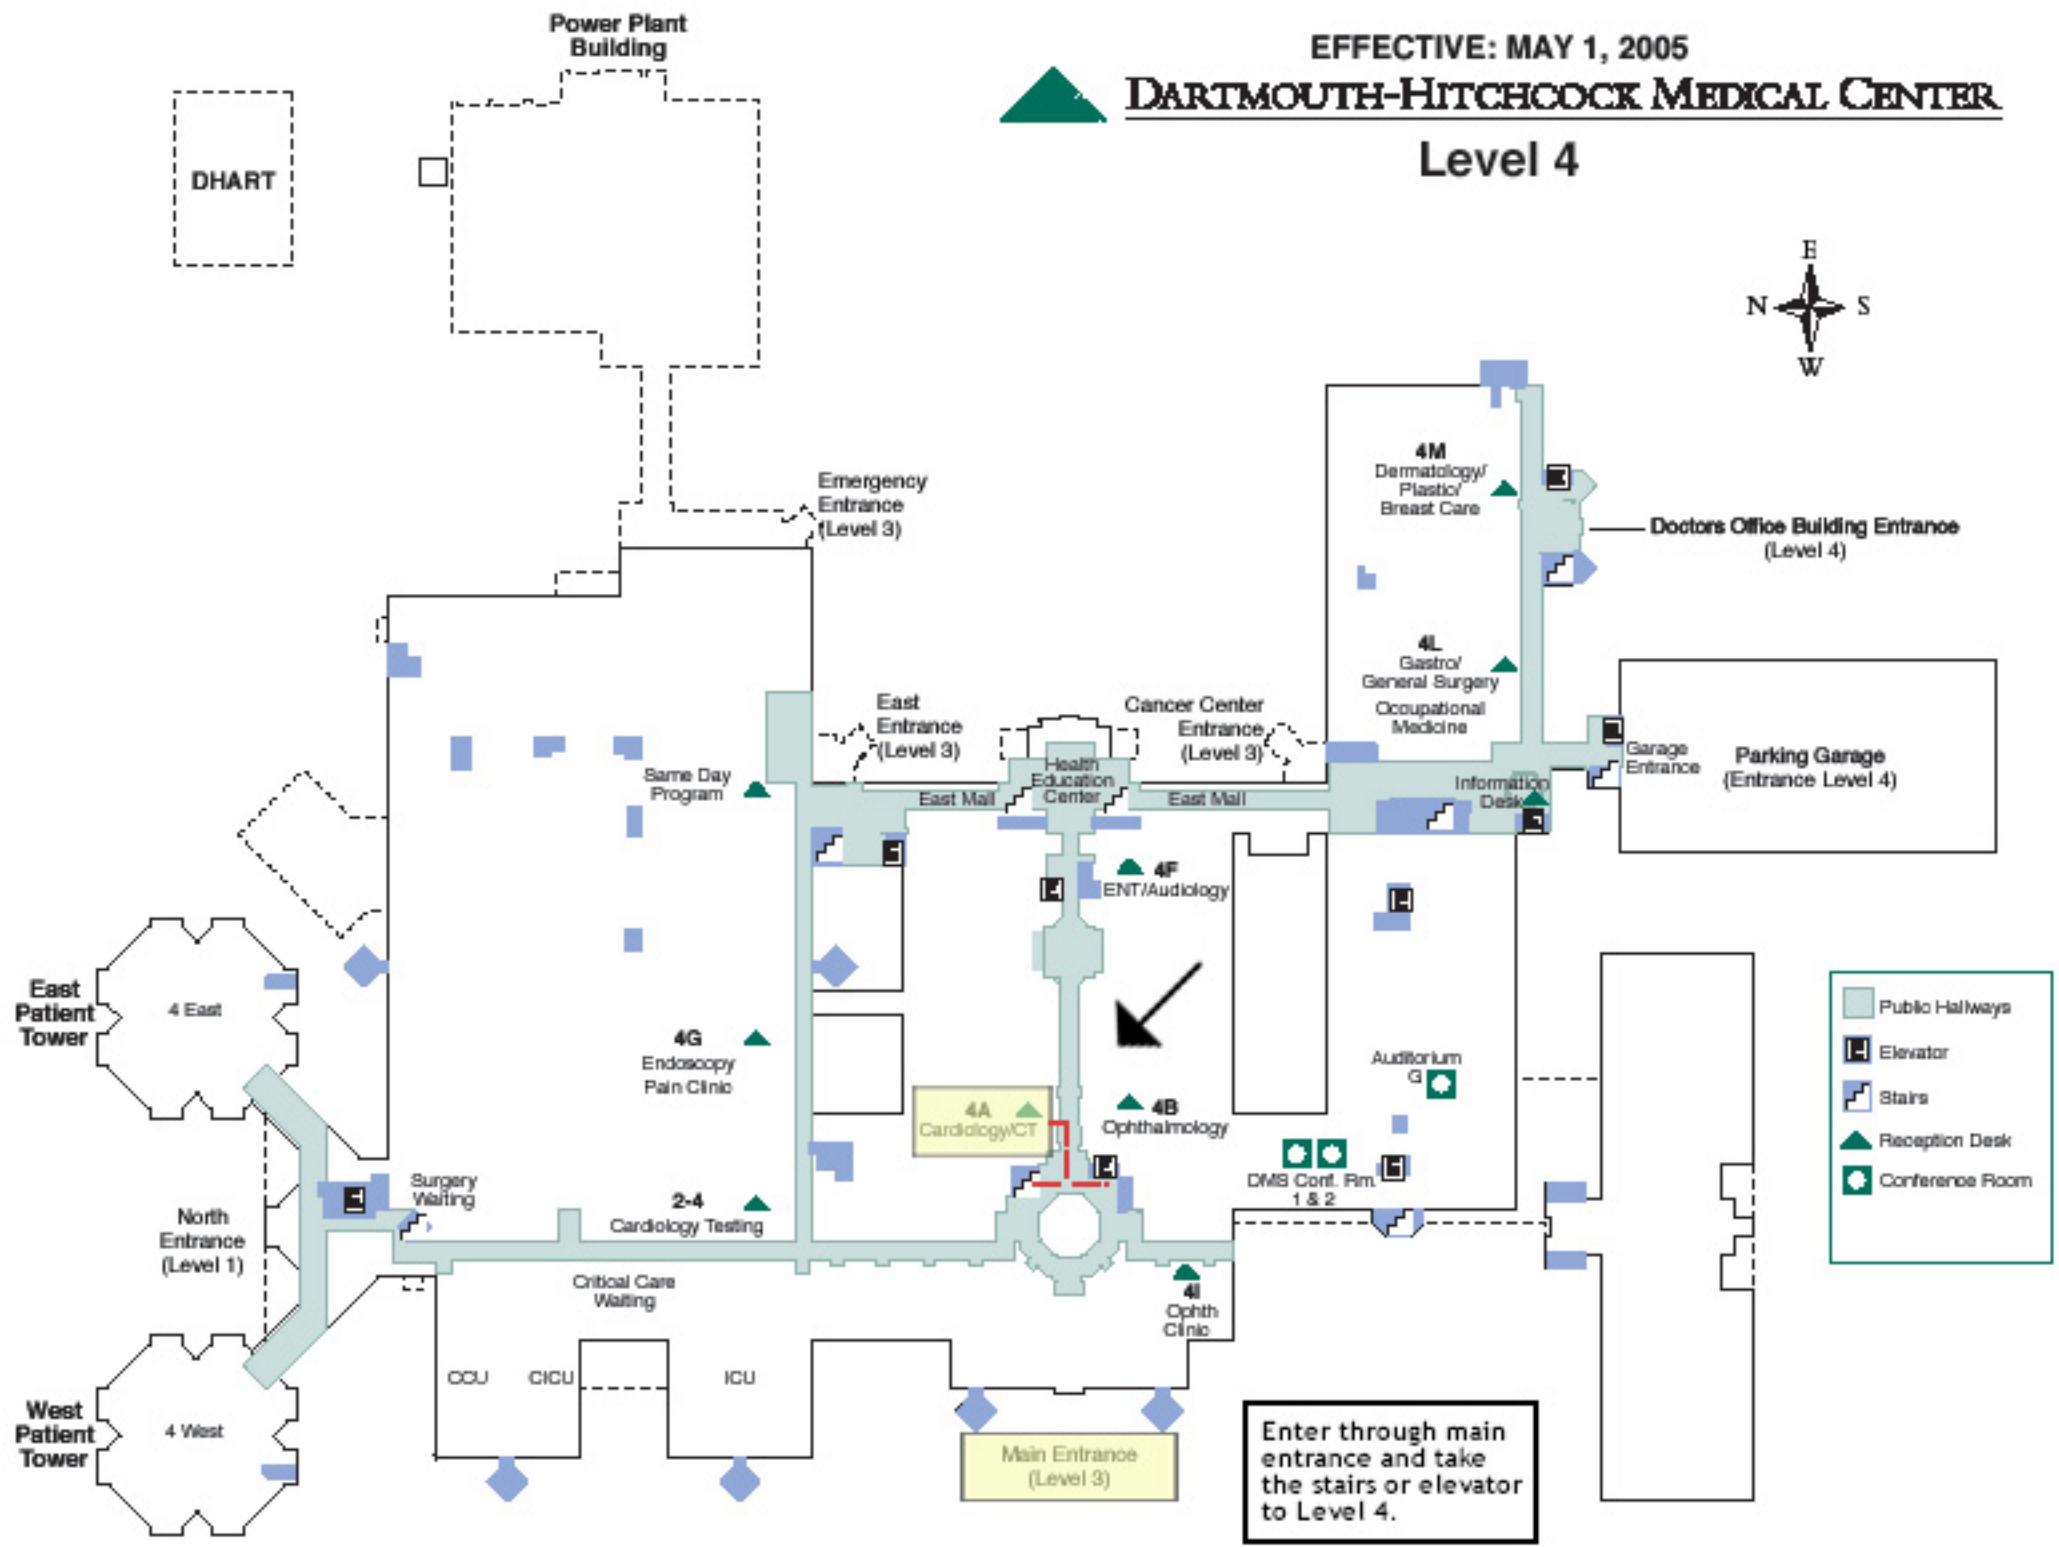 Power Plant
Building
EFFECTIVE: MAY 1, 2005
DARTMOUTH-HITCHCOCK MEDICAL CENTER
Level 4
DHART
E
N
S
W
Emergency
Entrance
(Level 3)
4M
Dermatology/
Plastic/
Breast Care
Doctors Office Building Entrance
(Level 4)
4L
Gastro/
General Surgery
Occupational
Medicine
East
Entrance
(Level 3)
Cancer Center
Entrance
(Level 3)
Garage
Entrance
Parking Garage
(Entrance Level 4)
Same Day
Program
Health
Education
Center
East Mall
East Mall
Information
Desk
4F
ENT/Audiology
East
Patient
Tower
4 East
4G
Endoscopy
Pain Clinic
Auditorium
G
4A
Cardiology/CT
4B
Ophthalmology
Public Hallways
Elevator
Stairs
Reception Desk
Conference Room
Surgery
Waiting
DMS Conf. Rm.
1 & 2
2-4
Cardiology Testing
North
Entrance
(Level 1)
Critical Care
Waiting
4I
Ophth
Clinic
CCU
CICU
ICU
West
Patient
Tower
4 West
Main Entrance
(Level 3)
Enter through main
entrance and take
the stairs or elevator
to Level 4.